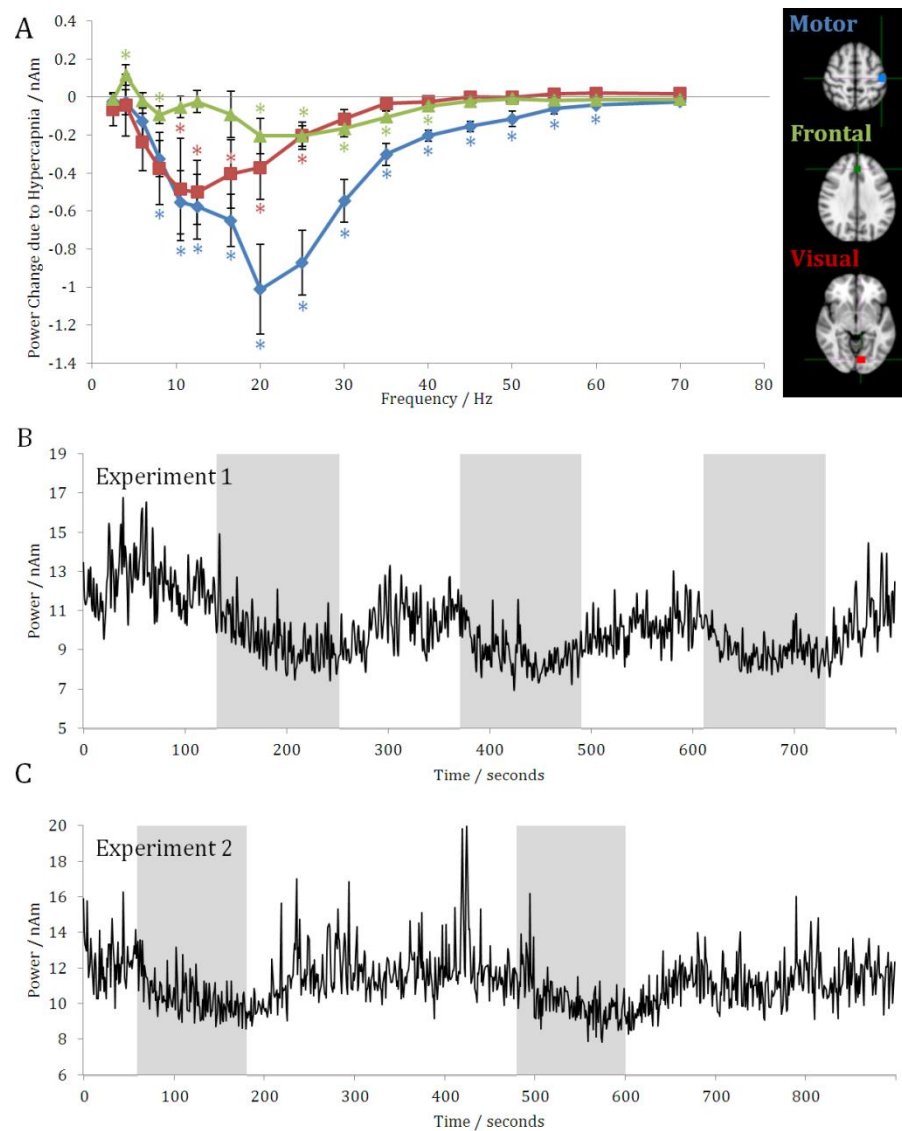 A
Power Change due to Hypercapnia / nAm
0.4
0.2
0
-0.2
-0.4
-0.6
-0.8
-1
-1.2
-1.4
* * * * * * * * * * * * * * * * * * * * * * * * * *
0 10 20 30 40 50 60 70 80
Frequency / Hz
Motor
Frontal
Visual
B
Experiment 1
Power / nAm
19
17
15
13
11
9
7
5
0 100 200 300 400 500 600 700
Time / seconds
C
Experiment 2
Power / nAm
20
18
16
14
12
10
8
6
0 100 200 300 400 500 600 700 800
Time / seconds